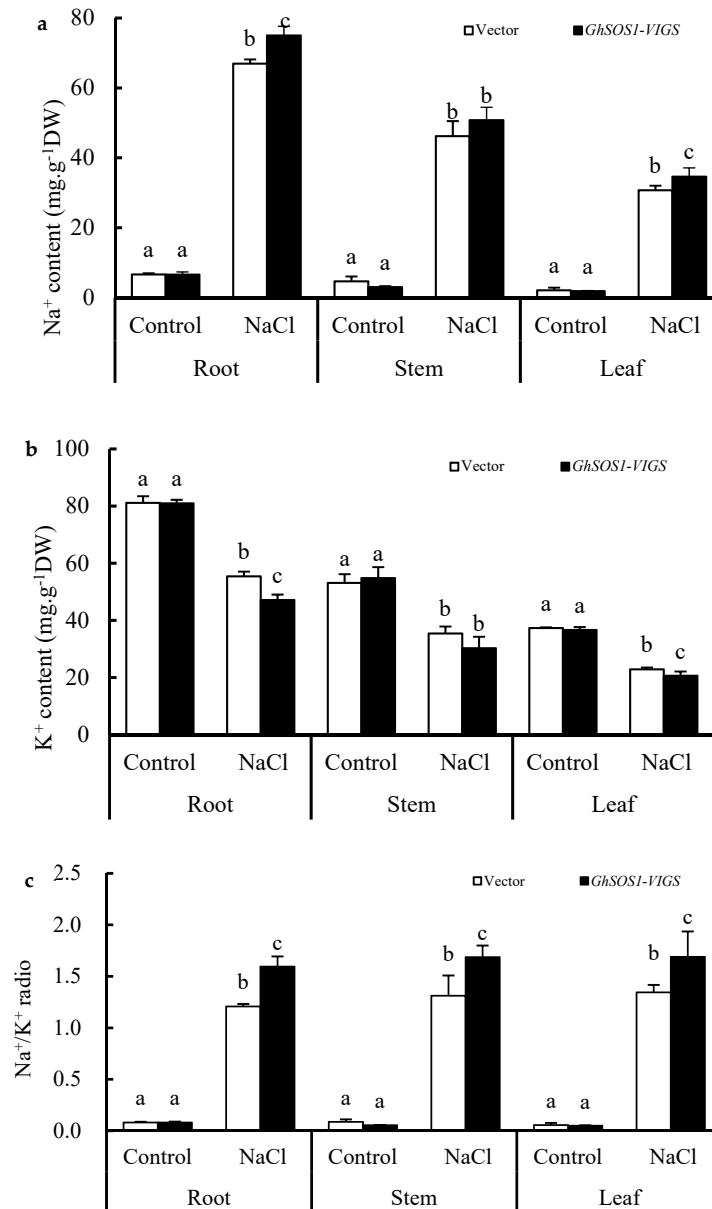 a
Vector GhSOS1-VIGS
Na⁺ content (mg.g⁻¹DW)
80
60
40
20
0
a a b c a a b b a a b c
Control NaCl Control NaCl Control NaCl
Root Stem Leaf
b
Vector GhSOS1-VIGS
K⁺ content (mg.g⁻¹DW)
100
80
60
40
20
0
a a b c a a b b a a b c
Control NaCl Control NaCl Control NaCl
Root Stem Leaf
c
Vector GhSOS1-VIGS
Na⁺/K⁺ radio
2.5
2.0
1.5
1.0
0.5
0.0
a a b c a a b c a a b c
Control NaCl Control NaCl Control NaCl
Root Stem Leaf